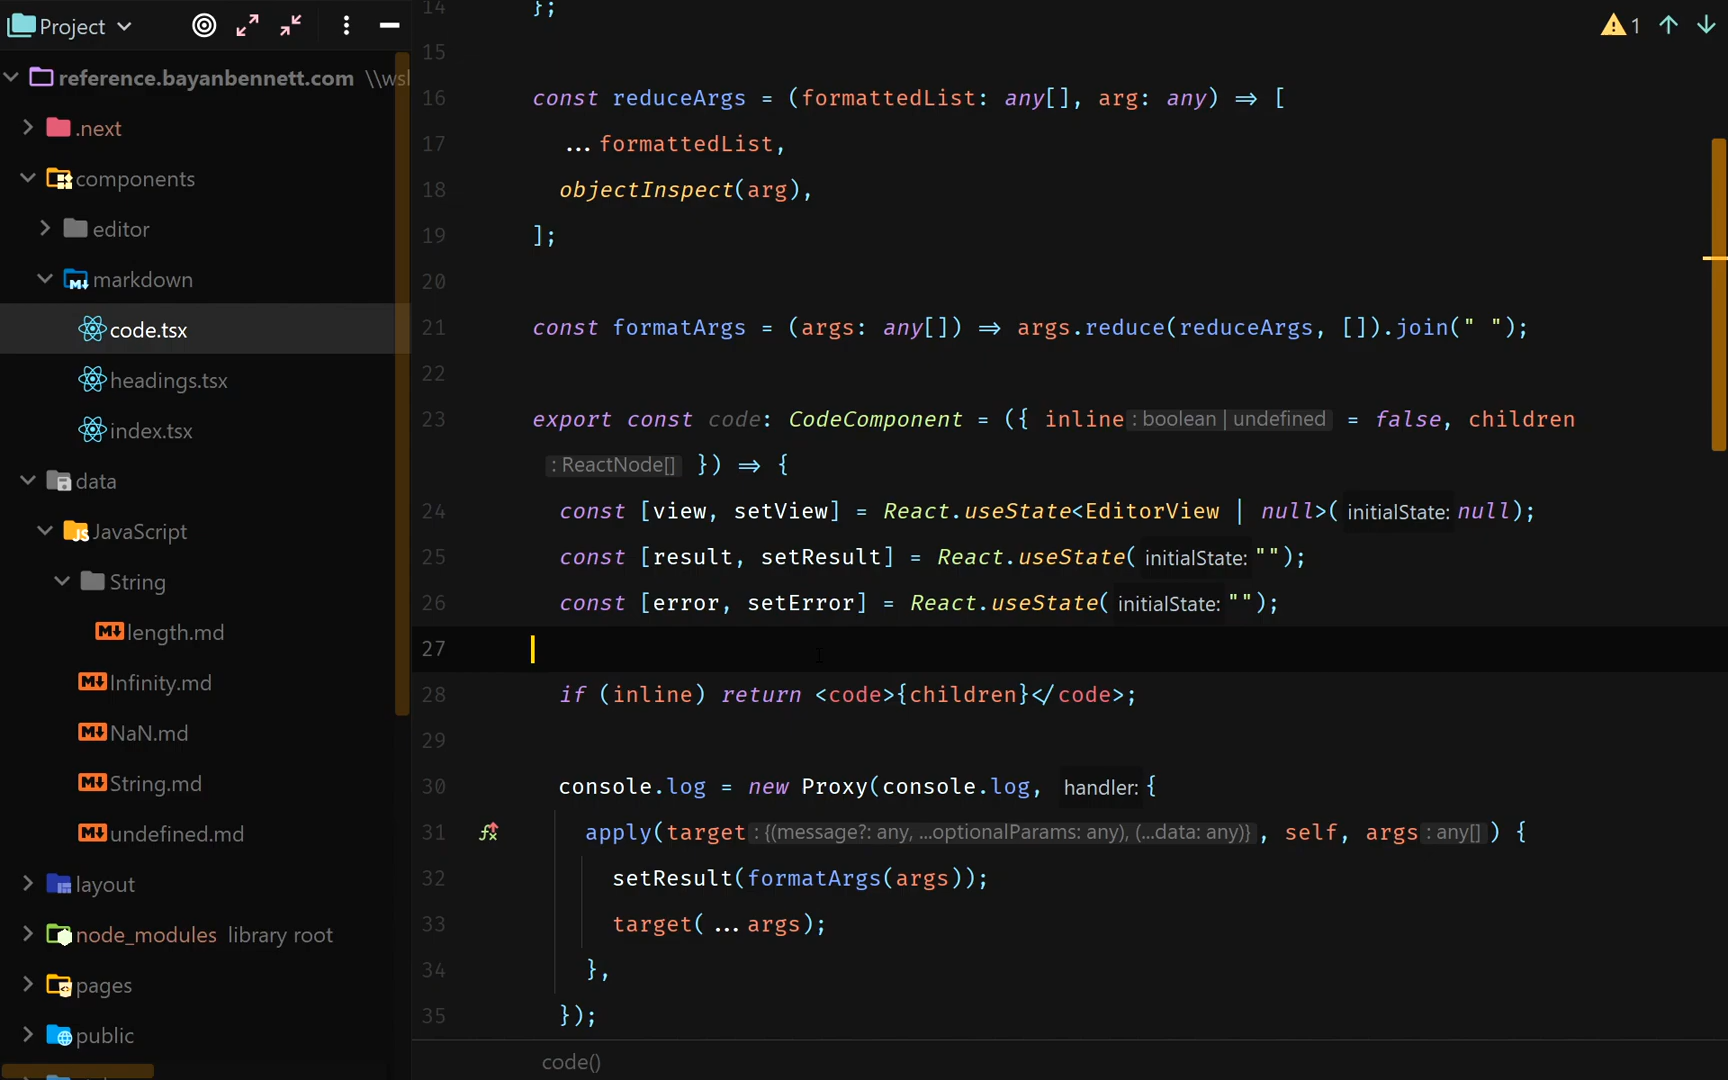 Project
reference.bayanbennett.com \\wsl
.next
components
editor
markdown
code.tsx
headings.tsx
index.tsx
data
JavaScript
String
length.md
Infinity.md
NaN.md
String.md
undefined.md
layout
node_modules library root
pages
public
1
14 };
15
16 const reduceArgs = (formattedList: any[], arg: any) ⇒ [
17 ...formattedList,
18 objectInspect(arg),
19 ];
20
21 const formatArgs = (args: any[]) ⇒ args.reduce(reduceArgs, []).join(" ");
22
23 export const code: CodeComponent = ({ inline : boolean | undefined = false, children
: ReactNode[] }) ⇒ {
24 const [view, setView] = React.useState<EditorView | null>( initialState: null);
25 const [result, setResult] = React.useState( initialState: "");
26 const [error, setError] = React.useState( initialState: "");
27
28 if (inline) return <code>{children}</code>;
29
30 console.log = new Proxy(console.log, handler: {
31 apply(target : {(message?: any, ...optionalParams: any), (...data: any)} , self, args : any[] ) {
32 setResult(formatArgs(args));
33 target( ...args);
34 },
35 });
code()